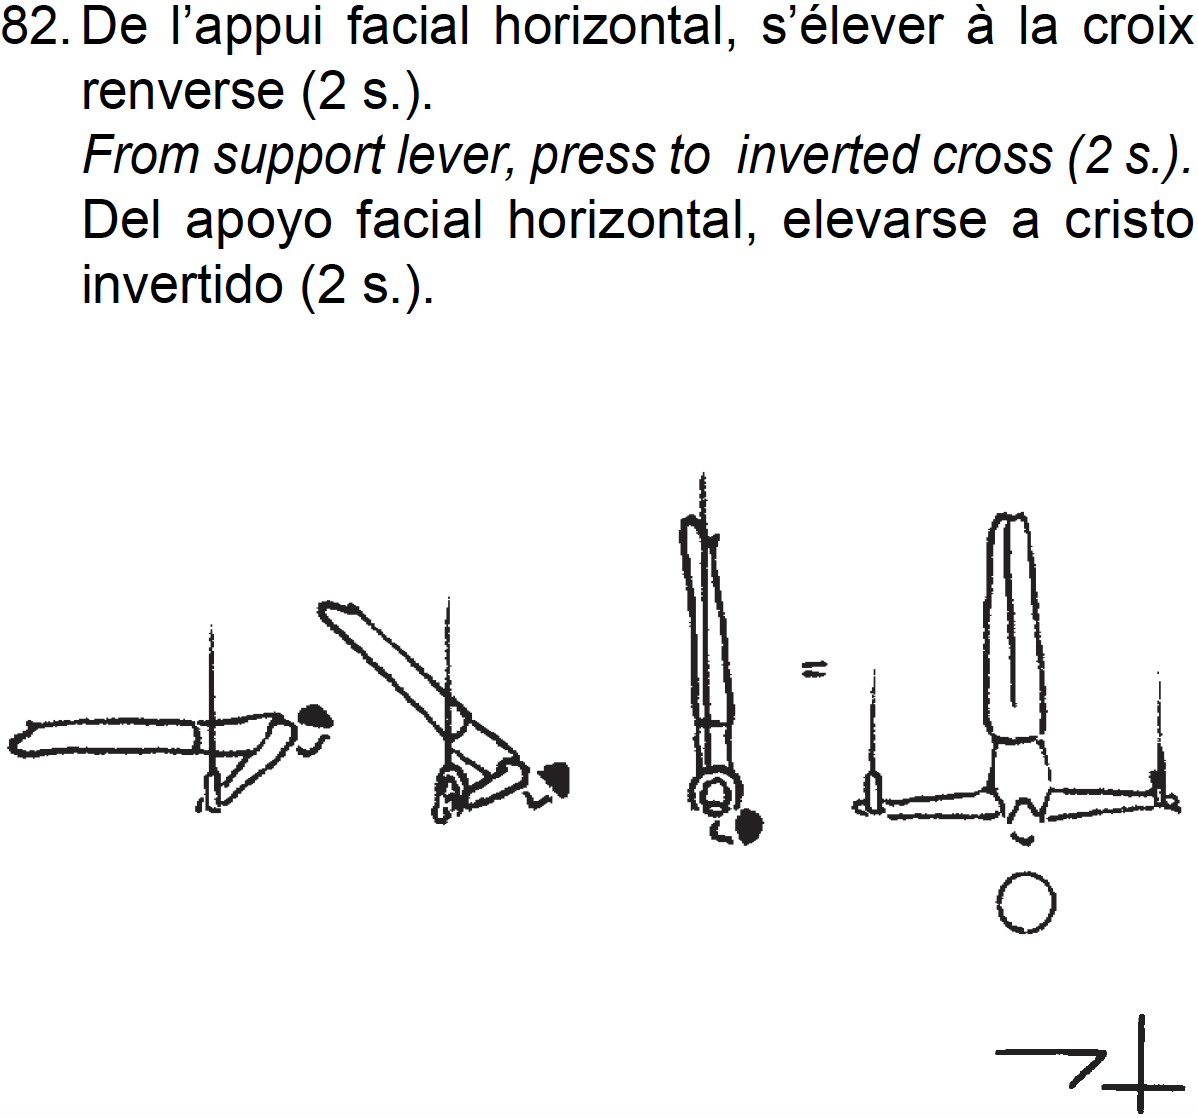 82. De l’appui facial horizontal, s’élever à la croix
renverse (2 s.).
From support lever, press to inverted cross (2 s.).
Del apoyo facial horizontal, elevarse a cristo
invertido (2 s.).
=